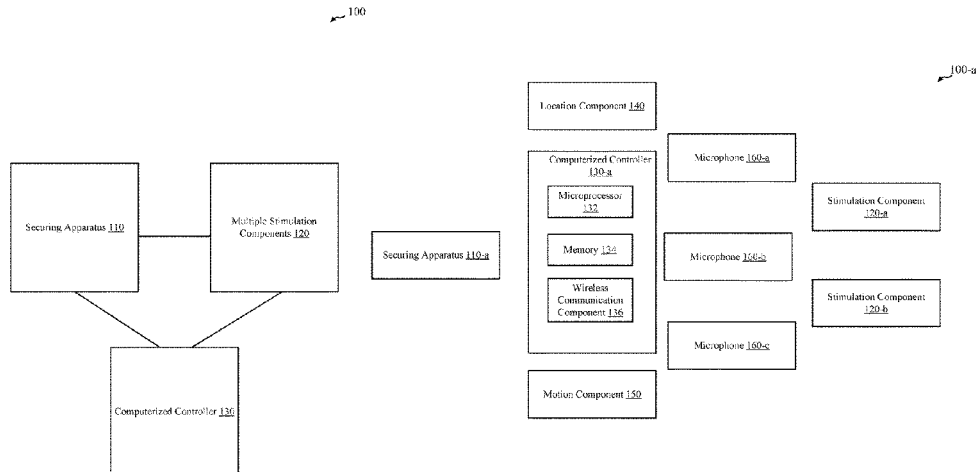 100
Securing Apparatus 110
Multiple Stimulation
Components 120
Computerized Controller 130
100-a
Location Component 140
Computerized Controller
130-a
Microprocessor
132
Memory 134
Wireless
Communication
Component 136
Securing Apparatus 110-a
Motion Component 150
Microphone 160-a
Microphone 160-b
Microphone 160-c
Stimulation Component
120-a
Stimulation Component
120-b